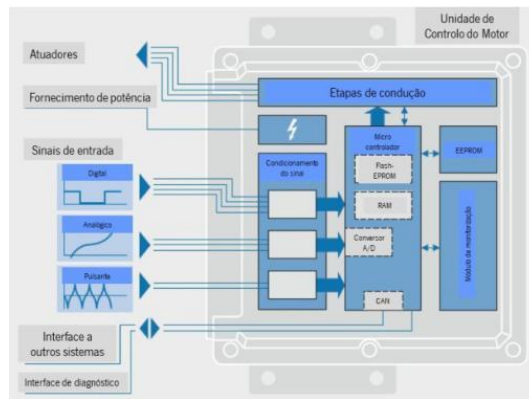 Unidade de
Controlo do Motor
Atuadores
Etapas de condução
Fornecimento de potência
Sinais de entrada
Digital
Analógico
Pulsante
Condicionamento
do sinal
Micro
controlador
Flash-
EPROM
RAM
Conversor
A/D
CAN
EEPROM
Módulo de monitorização
Interface a
outros sistemas
Interface de diagnóstico